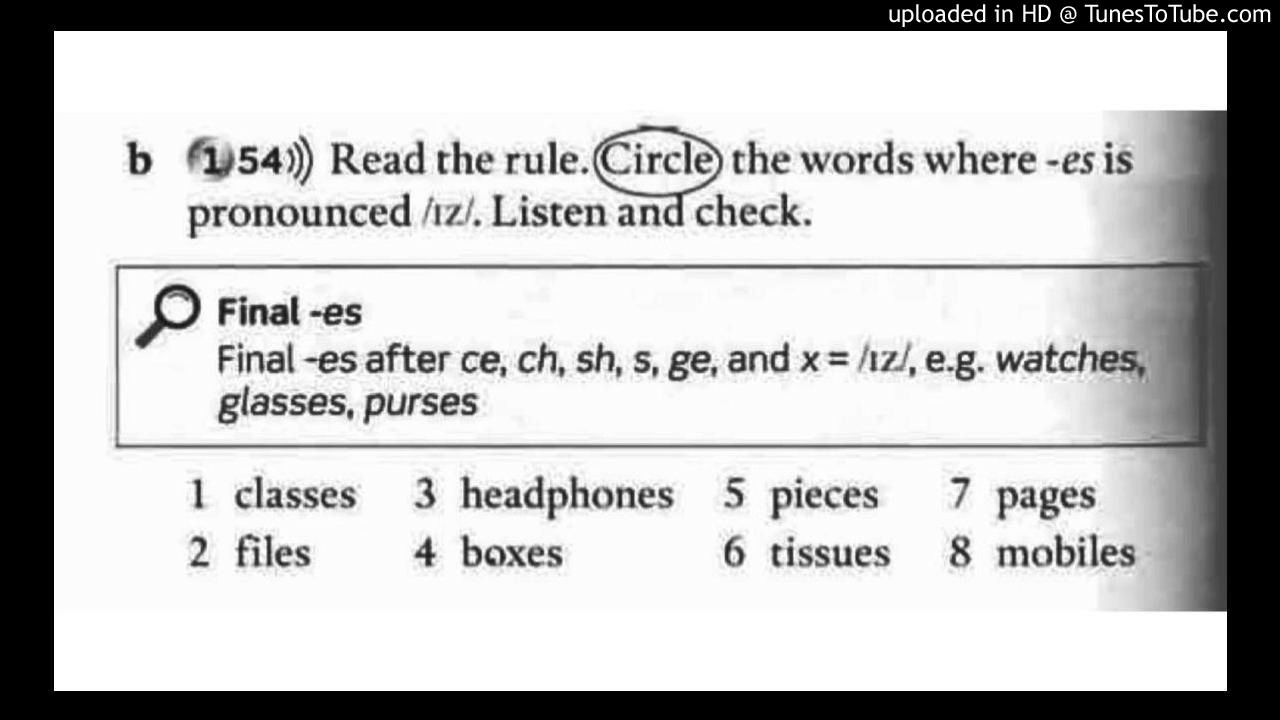 uploaded in HD @ TunesToTube.com
b 1 54))) Read the rule. Circle the words where -es is
pronounced /ɪz/. Listen and check.
Final -es
Final -es after ce, ch, sh, s, ge, and x = /ɪz/, e.g. watches,
glasses, purses
1 classes 3 headphones 5 pieces 7 pages
2 files 4 boxes 6 tissues 8 mobiles